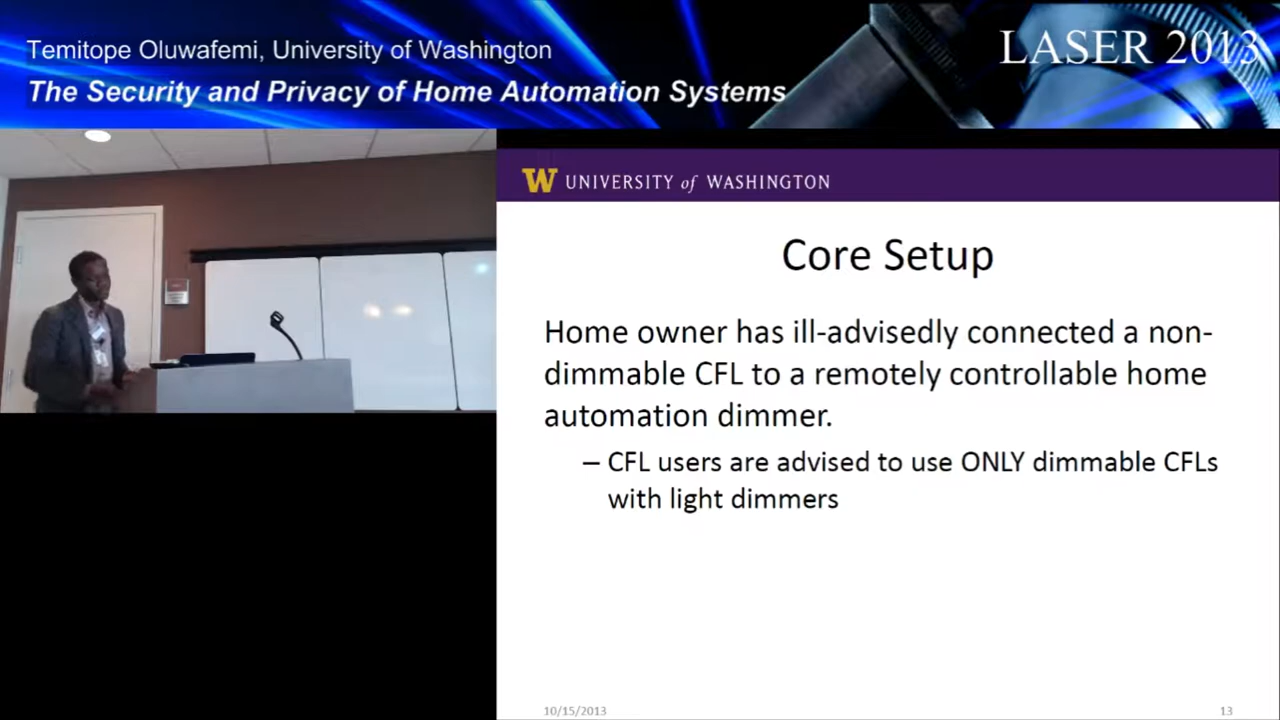 Temitope Oluwafemi, University of Washington
The Security and Privacy of Home Automation Systems
LASER 2013
W UNIVERSITY of WASHINGTON
Core Setup
Home owner has ill-advisedly connected a non-
dimmable CFL to a remotely controllable home
automation dimmer.
– CFL users are advised to use ONLY dimmable CFLs
with light dimmers
10/15/2013
13